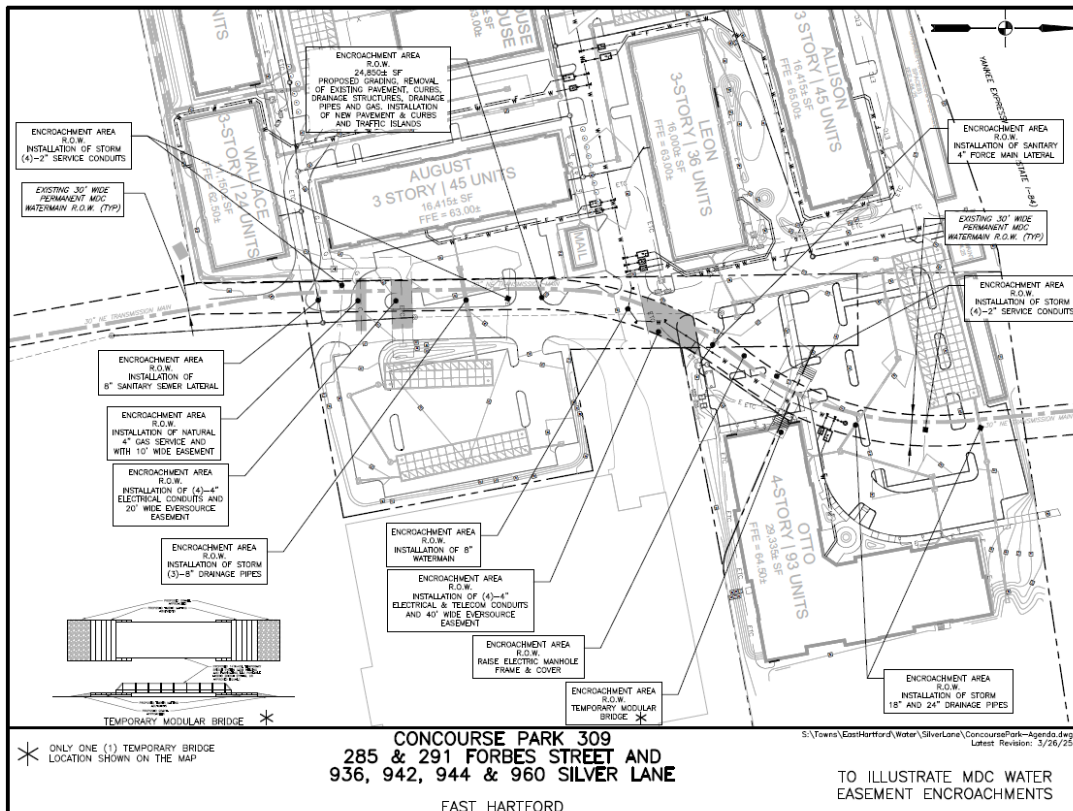 ENCROACHMENT AREA
R.O.W.
24,850± SF
PROPOSED GRADING, REMOVAL
OF EXISTING PAVEMENT, CURBS,
DRAINAGE STRUCTURES, DRAINAGE
PIPES AND GAS. INSTALLATION
OF NEW PAVEMENT & CURBS
AND TRAFFIC ISLANDS
ENCROACHMENT AREA
R.O.W.
INSTALLATION OF STORM
(4)-2" SERVICE CONDUITS
EXISTING 30' WIDE
PERMANENT MDC
WATERMAIN R.O.W. (TYP)
UNITS
WALLACE
3-STORY | 24 UNITS
AUGUST
3 STORY | 45 UNITS
16,415± SF
FFE = 63.00±
LEON
3-STORY | 36 UNITS
16,008± SF
FFE = 63.00±
ALLISON
3 STORY | 45 UNITS
16,415± SF
FFE = 65.00±
MAIL
ENCROACHMENT AREA
R.O.W.
INSTALLATION OF SANITARY
4" FORCE MAIN LATERAL
EXISTING 30' WIDE
PERMANENT MDC
WATERMAIN R.O.W. (TYP)
ENCROACHMENT AREA
R.O.W.
INSTALLATION OF STORM
(4)-2" SERVICE CONDUITS
30" NE TRANSMISSION MAIN
NE TRANSMISSION MAIN
30" NE TRANSMISSION MAIN
ENCROACHMENT AREA
R.O.W.
INSTALLATION OF
8" SANITARY SEWER LATERAL
ENCROACHMENT AREA
R.O.W.
INSTALLATION OF NATURAL
4" GAS SERVICE AND
WITH 10' WIDE EASEMENT
ENCROACHMENT AREA
R.O.W.
INSTALLATION OF (4)-4"
ELECTRICAL CONDUITS AND
20' WIDE EVERSOURCE
EASEMENT
ENCROACHMENT AREA
R.O.W.
INSTALLATION OF STORM
(3)-8" DRAINAGE PIPES
ENCROACHMENT AREA
R.O.W.
INSTALLATION OF 8"
WATERMAIN
ENCROACHMENT AREA
R.O.W.
INSTALLATION OF (4)-4"
ELECTRICAL & TELECOM CONDUITS
AND 40' WIDE EVERSOURCE
EASEMENT
ENCROACHMENT AREA
R.O.W.
RAISE ELECTRIC MANHOLE
FRAME & COVER
ENCROACHMENT AREA
R.O.W.
TEMPORARY MODULAR
BRIDGE
OTTO
4-STORY | 93 UNITS
29,335± SF
FFE = 64.50±
ENCROACHMENT AREA
R.O.W.
INSTALLATION OF STORM
18" AND 24" DRAINAGE PIPES
TEMPORARY MODULAR BRIDGE
ONLY ONE (1) TEMPORARY BRIDGE
LOCATION SHOWN ON THE MAP
CONCOURSE PARK 309
285 & 291 FORBES STREET AND
936, 942, 944 & 960 SILVER LANE
EAST HARTFORD
S:\Towns\EastHartford\Water\SilverLane\ConcoursePark-Agenda.dwg
Latest Revision: 3/26/25
TO ILLUSTRATE MDC WATER
EASEMENT ENCROACHMENTS